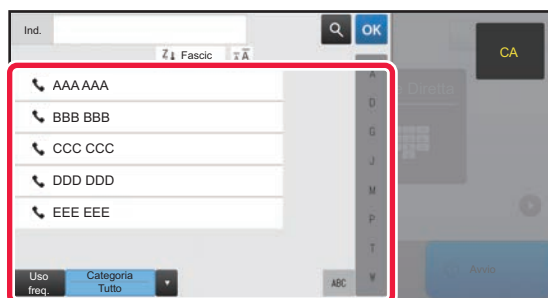 Ind.
OK
CA
Fascic
AAA AAA
A
BBB BBB
D
CCC CCC
G
J
DDD DDD
M
EEE EEE
P
T
Uso freq.
Categoria
Tutto
ABC
W
Diretta
Avvio